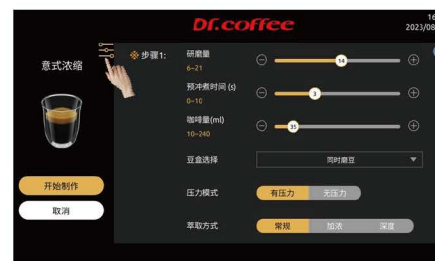 Dr.coffee
16
2023/08
意式浓缩
步骤1:
研磨量
6~21
14
预冲煮时间 (s)
0~10
3
咖啡量(ml)
10~240
35
豆盒选择
同时磨豆
开始制作
取消
压力模式
有压力
无压力
萃取方式
常规
加浓
深度